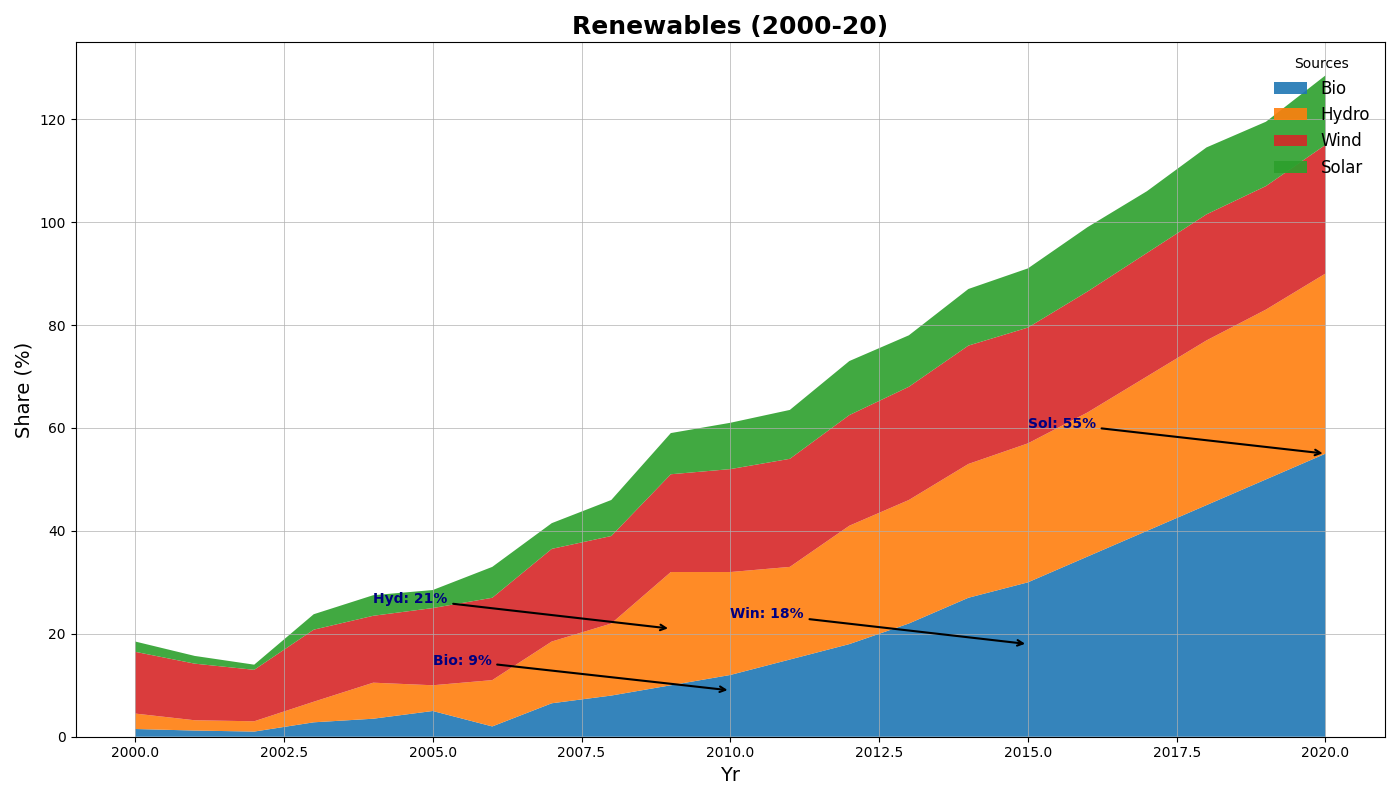 Renewables (2000-20)
Share (%)
120
100
80
60
40
20
0
Sources
Bio
Hydro
Wind
Solar
Sol: 55%
Hyd: 21%
Win: 18%
Bio: 9%
2000.0 2002.5 2005.0 2007.5 2010.0 2012.5 2015.0 2017.5 2020.0
Yr